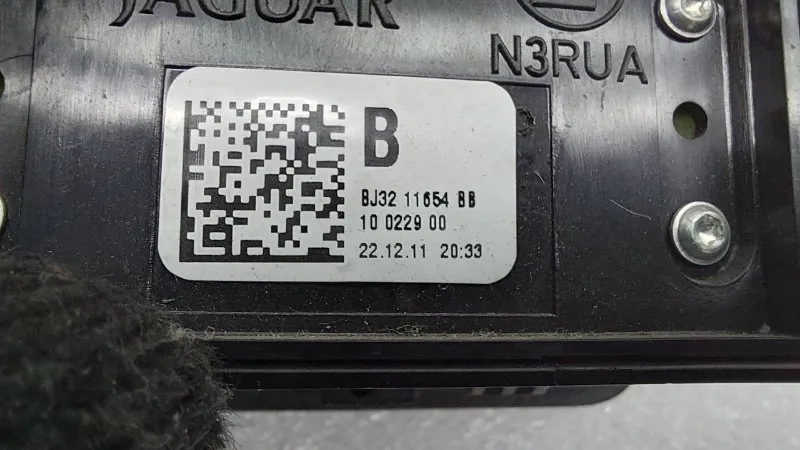 JAGUAR
N3RUA
B
BJ32 11654 BB
10 0229 00
22.12.11 20:33